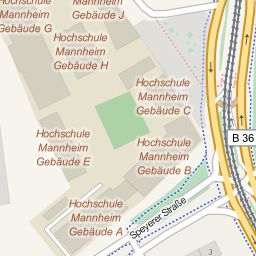 Hochschule
Mannheim
Gebäude J
Mannheim
Gebäude G
Hochschule
Mannheim
Gebäude H
Hochschule
Mannheim
Gebäude C
B 36
Hochschule
Mannheim
Gebäude E
Hochschule
Mannheim
Gebäude B
Hochschule
Mannheim
Gebäude A
Speyerer Straße
3